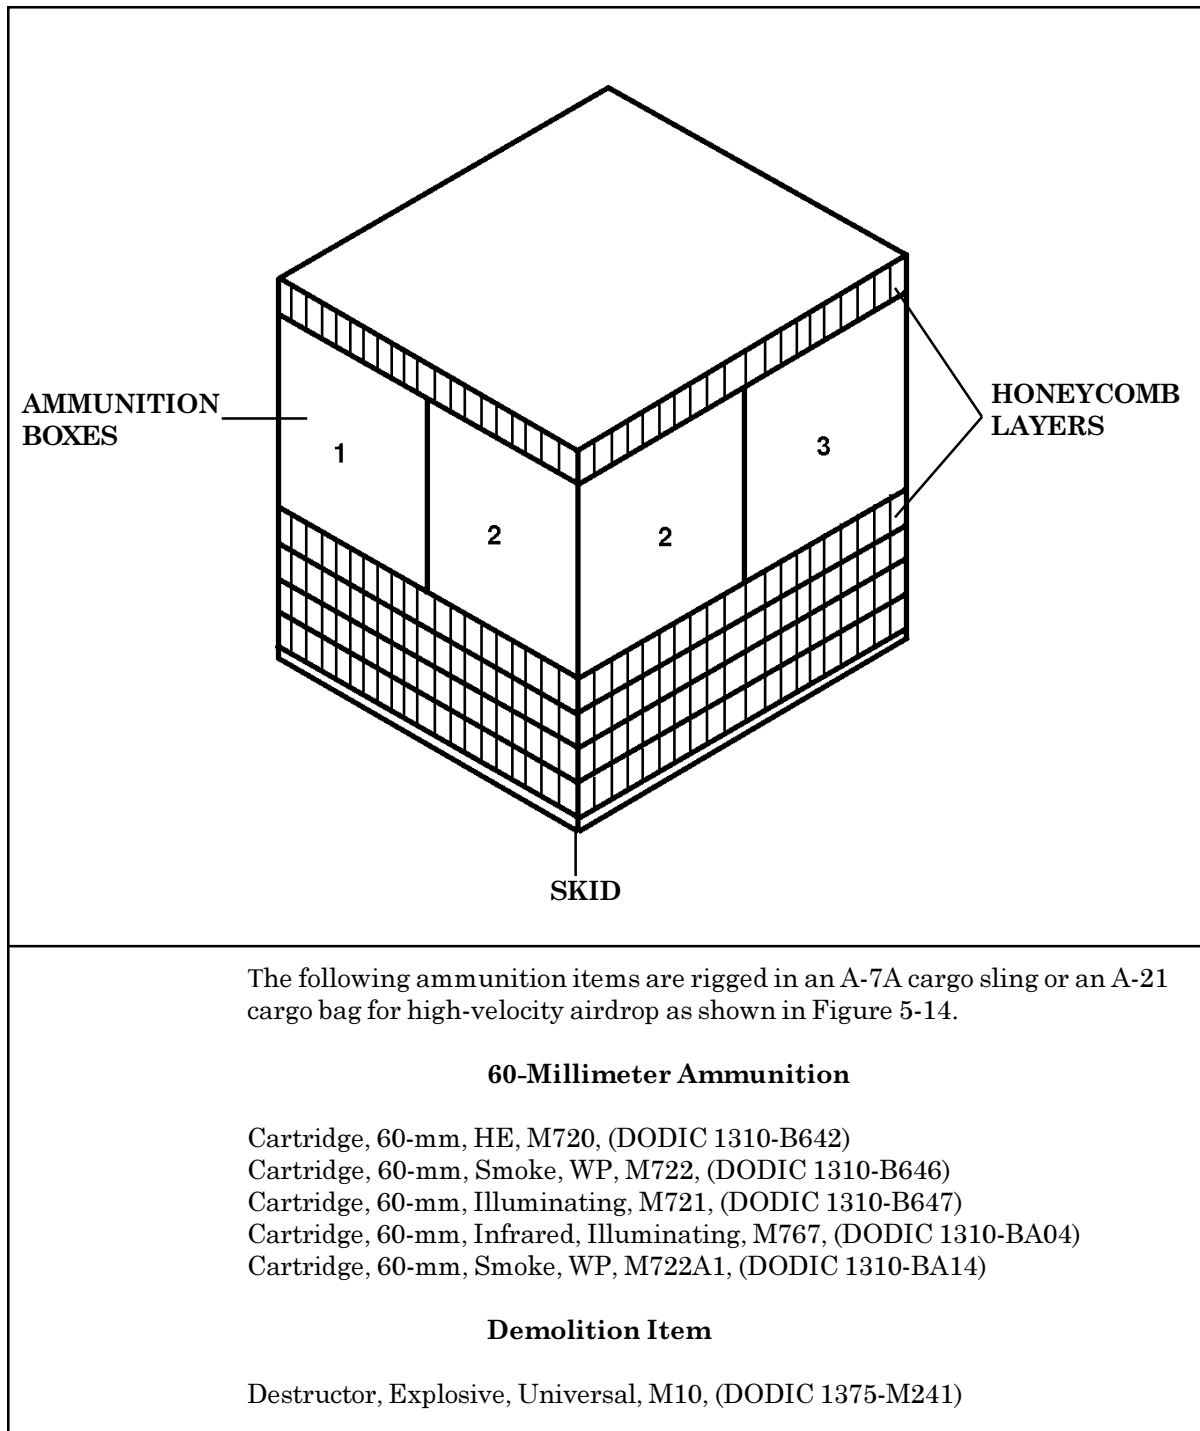 AMMUNITION
BOXES
1
2
2
3
HONEYCOMB
LAYERS
SKID
The following ammunition items are rigged in an A-7A cargo sling or an A-21
cargo bag for high-velocity airdrop as shown in Figure 5-14.
60-Millimeter Ammunition
Cartridge, 60-mm, HE, M720, (DODIC 1310-B642)
Cartridge, 60-mm, Smoke, WP, M722, (DODIC 1310-B646)
Cartridge, 60-mm, Illuminating, M721, (DODIC 1310-B647)
Cartridge, 60-mm, Infrared, Illuminating, M767, (DODIC 1310-BA04)
Cartridge, 60-mm, Smoke, WP, M722A1, (DODIC 1310-BA14)
Demolition Item
Destructor, Explosive, Universal, M10, (DODIC 1375-M241)